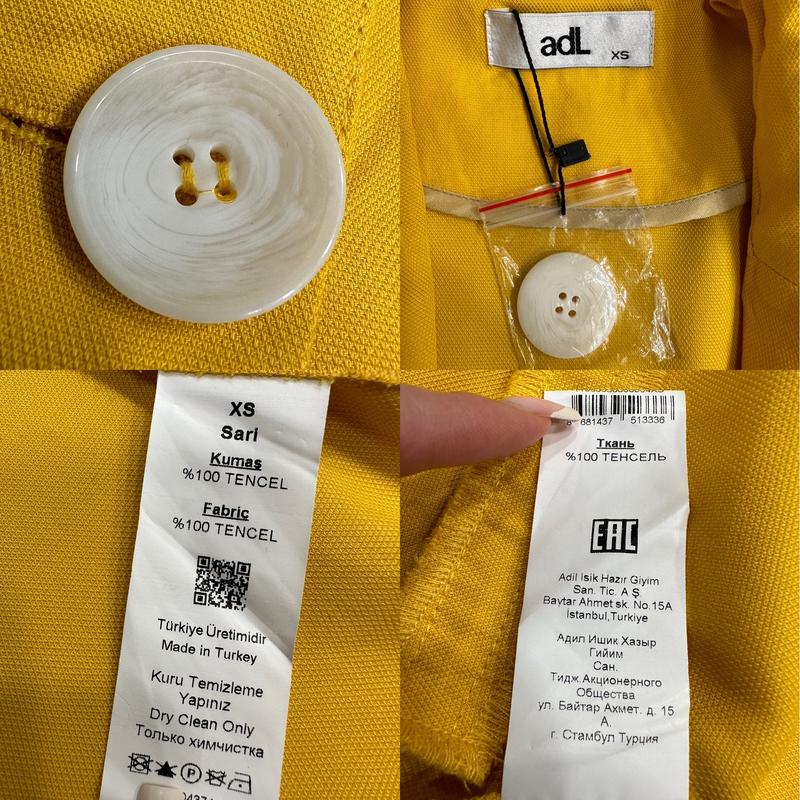 adL
XS
XS
Sari
Kumas
%100 TENCEL
Fabric
%100 TENCEL
Türkiye Üretimidir
Made in Turkey
Kuru Temizleme
Yapınız
Dry Clean Only
Только химчистка
P
8 681437 513336
Ткань
%100 ТЕНСЕЛЬ
EAC
Adil Isik Hazır Giyim
San. Tic. A Ş.
Baytar Ahmet sk. No.15A
İstanbul,Turkiye
Адил Ишик Хазыр
Гийим
Сан.
Тидж.Акционерного
Общества
ул. Байтар Ахмет. д. 15
А.
г. Стамбул Турция